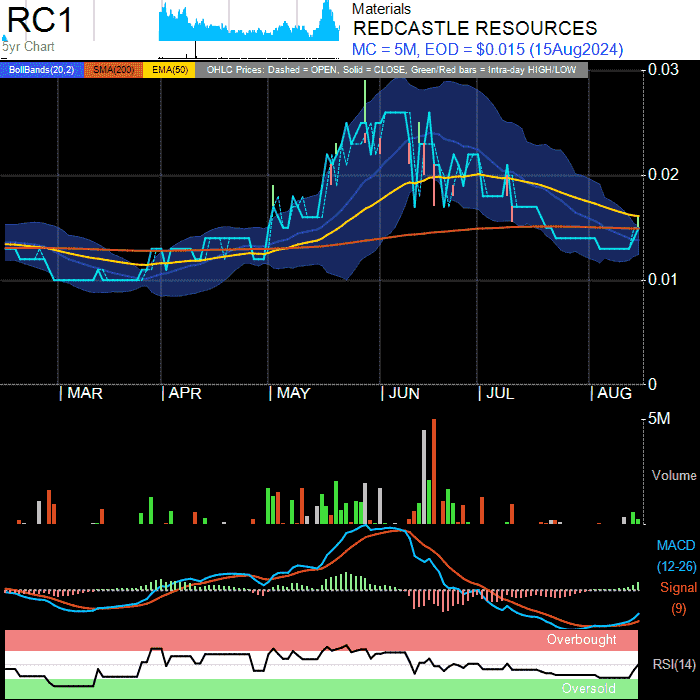 RC1
5yr Chart
Materials
REDCASTLE RESOURCES
MC = 5M, EOD = $0.015 (15Aug2024)
BollBands(20,2) SMA(200) EMA(50) OHLC Prices: Dashed = OPEN, Solid = CLOSE, Green/Red bars = Intra-day HIGH/LOW
0.03
0.02
0.01
0
MAR APR MAY JUN JUL AUG
5M
Volume
MACD
(12-26)
Signal
(9)
Overbought
RSI(14)
Oversold